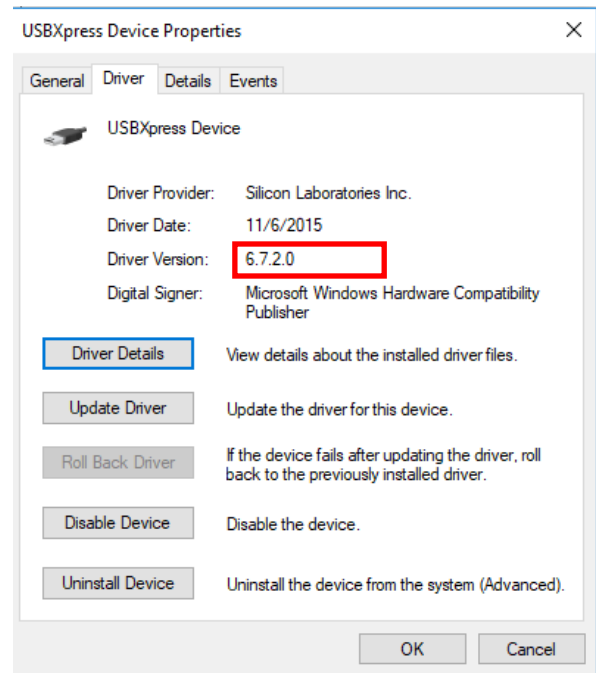 USBXpress Device Properties
General Driver Details Events
USBXpress Device
Driver Provider: Silicon Laboratories Inc.
Driver Date: 11/6/2015
Driver Version: 6.7.2.0
Digital Signer: Microsoft Windows Hardware Compatibility
Publisher
Driver Details View details about the installed driver files.
Update Driver Update the driver for this device.
Roll Back Driver If the device fails after updating the driver, roll
back to the previously installed driver.
Disable Device Disable the device.
Uninstall Device Uninstall the device from the system (Advanced).
OK Cancel